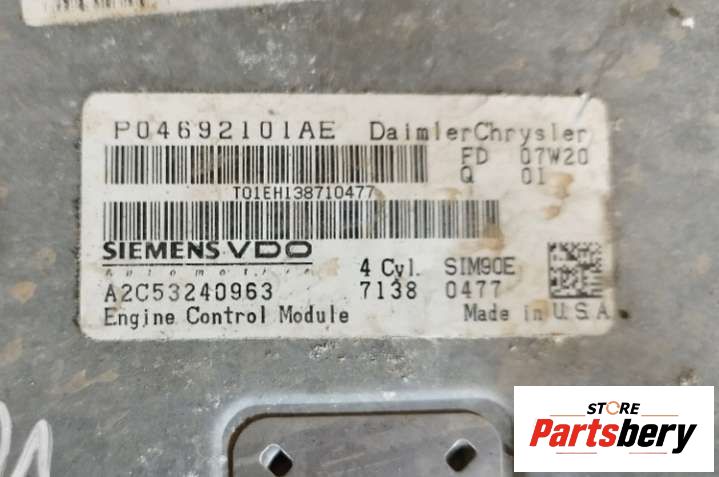 P04692101AE DaimlerChrysler
FD 07W20
Q 01
T01EH138710477
SIEMENS VDO
Automotive
4 Cyl. SIM90E
A2C53240963 7138 0477
Engine Control Module Made in U.S.A
STORE
Partsbery